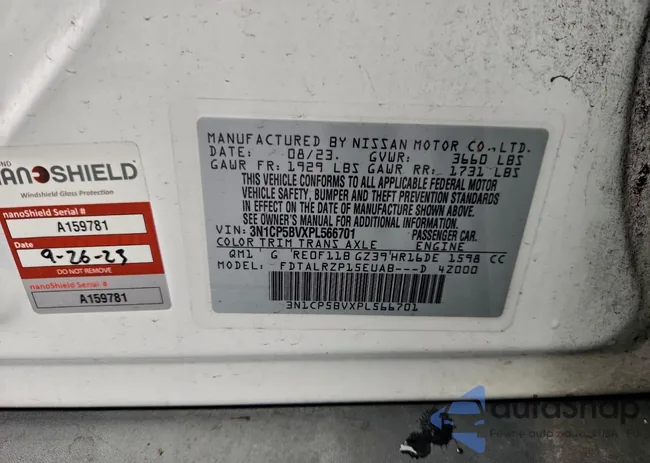 NANOSHIELD
Windshield Glass Protection
nanoShield Serial #
A159781
9-26-23
nanoShield Serial #
A159781
MANUFACTURED BY NISSAN MOTOR CO.,LTD.
DATE: 08/23. GVWR: 3660 LBS
GAWR FR: 1929 LBS GAWR RR: 1731 LBS
THIS VEHICLE CONFORMS TO ALL APPLICABLE FEDERAL MOTOR
VEHICLE SAFETY, BUMPER AND THEFT PREVENTION STANDARDS
IN EFFECT ON THE DATE OF MANUFACTURE SHOWN ABOVE.
SEE OWNER'S MANUAL FOR ADDITIONAL INFORMATION
VIN: 3N1CP5BVXPL566701 PASSENGER CAR
COLOR TRIM TRANS AXLE ENGINE
QM1 G RE0F11B GZ39 HR16DE 1598 CC
MODEL: FDTALRZP15EUAB---D 42000
3N1CP5BVXPL566701
autoSnap